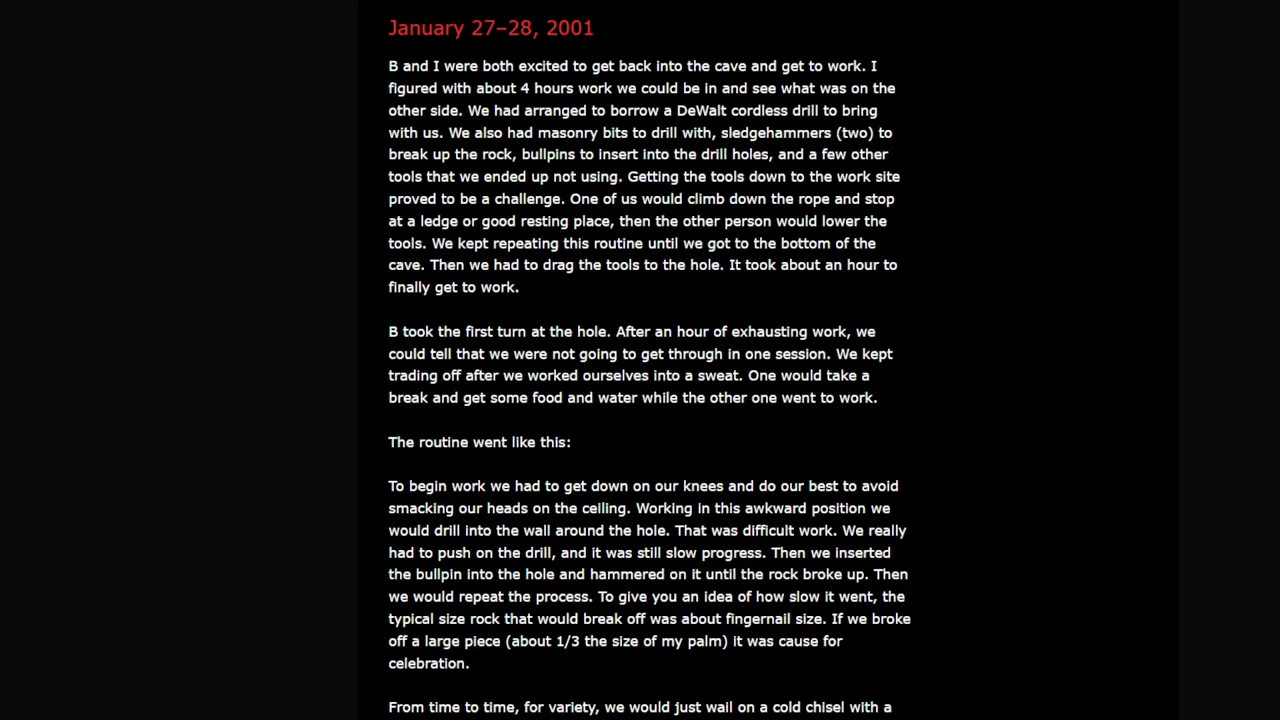 January 27–28, 2001
B and I were both excited to get back into the cave and get to work. I
figured with about 4 hours work we could be in and see what was on the
other side. We had arranged to borrow a DeWalt cordless drill to bring
with us. We also had masonry bits to drill with, sledgehammers (two) to
break up the rock, bullpins to insert into the drill holes, and a few other
tools that we ended up not using. Getting the tools down to the work site
proved to be a challenge. One of us would climb down the rope and stop
at a ledge or good resting place, then the other person would lower the
tools. We kept repeating this routine until we got to the bottom of the
cave. Then we had to drag the tools to the hole. It took about an hour to
finally get to work.
B took the first turn at the hole. After an hour of exhausting work, we
could tell that we were not going to get through in one session. We kept
trading off after we worked ourselves into a sweat. One would take a
break and get some food and water while the other one went to work.
The routine went like this:
To begin work we had to get down on our knees and do our best to avoid
smacking our heads on the ceiling. Working in this awkward position we
would drill into the wall around the hole. That was difficult work. We really
had to push on the drill, and it was still slow progress. Then we inserted
the bullpin into the hole and hammered on it until the rock broke up. Then
we would repeat the process. To give you an idea of how slow it went, the
typical size rock that would break off was about fingernail size. If we broke
off a large piece (about 1/3 the size of my palm) it was cause for
celebration.
From time to time, for variety, we would just wail on a cold chisel with a